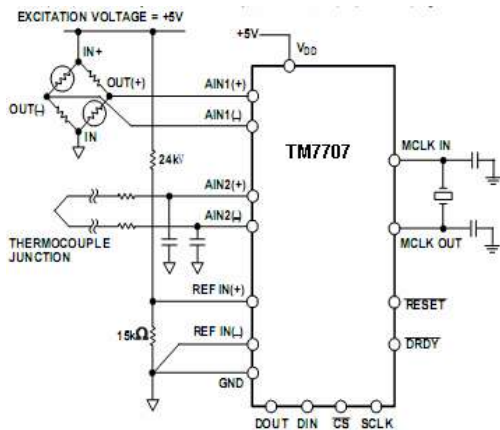 EXCITATION VOLTAGE = +5V
+5V
VDD
IN+
OUT(+)
OUT(–)
IN
AIN1(+)
AIN1(–)
TM7707
MCLK IN
24k
AIN2(+)
AIN2(–)
MCLK OUT
THERMOCOUPLE
JUNCTION
REF IN(+)
RESET
15kΩ
REF IN(–)
DRDY
GND
DOUT DIN CS SCLK